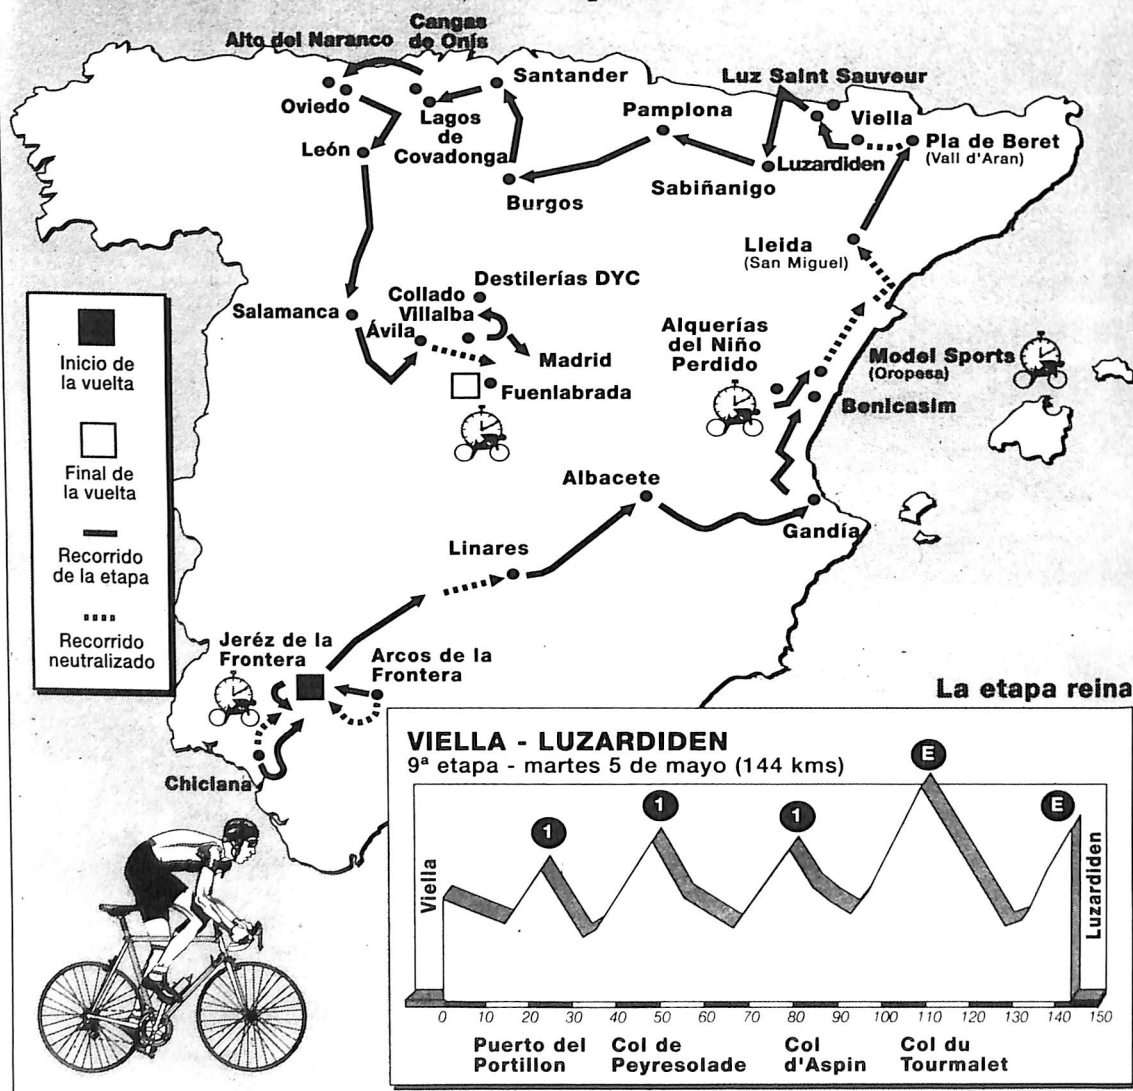 Alto del Naranco
Cangas
de Onís
Santander
Luz Saint Sauveur
Oviedo
Lagos
de
Covadonga
Pamplona
Viella
Pla de Beret
(Vall d'Aran)
León
Luzardiden
Sabiñanigo
Burgos
Lleida
(San Miguel)
Destilerías DYC
Collado
Villalba
Salamanca
Ávila
Madrid
Fuenlabrada
Alquerías
del Niño
Perdido
Model Sports
(Oropesa)
Benicasim
Albacete
Gandía
Linares
Jeréz de la
Frontera
Arcos de la
Frontera
Chiclana
Inicio de
la vuelta
Final de
la vuelta
Recorrido
de la etapa
Recorrido
neutralizado
La etapa reina
VIELLA - LUZARDIDEN
9ª etapa - martes 5 de mayo (144 kms)
1
1
1
E
E
Viella
Luzardiden
0 10 20 30 40 50 60 70 80 90 100 110 120 130 140 150
Puerto del
Portillon
Col de
Peyresolade
Col
d'Aspin
Col du
Tourmalet